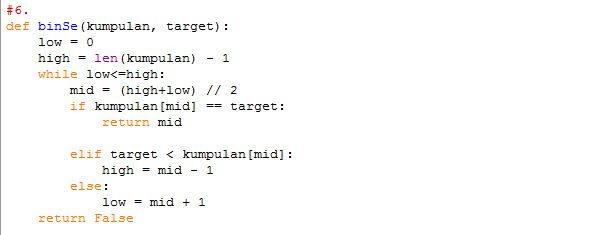 #6.
def binSe(kumpulan, target):
    low = 0
    high = len(kumpulan) - 1
    while low<=high:
        mid = (high+low) // 2
        if kumpulan[mid] == target:
            return mid

        elif target < kumpulan[mid]:
            high = mid - 1
        else:
            low = mid + 1
    return False